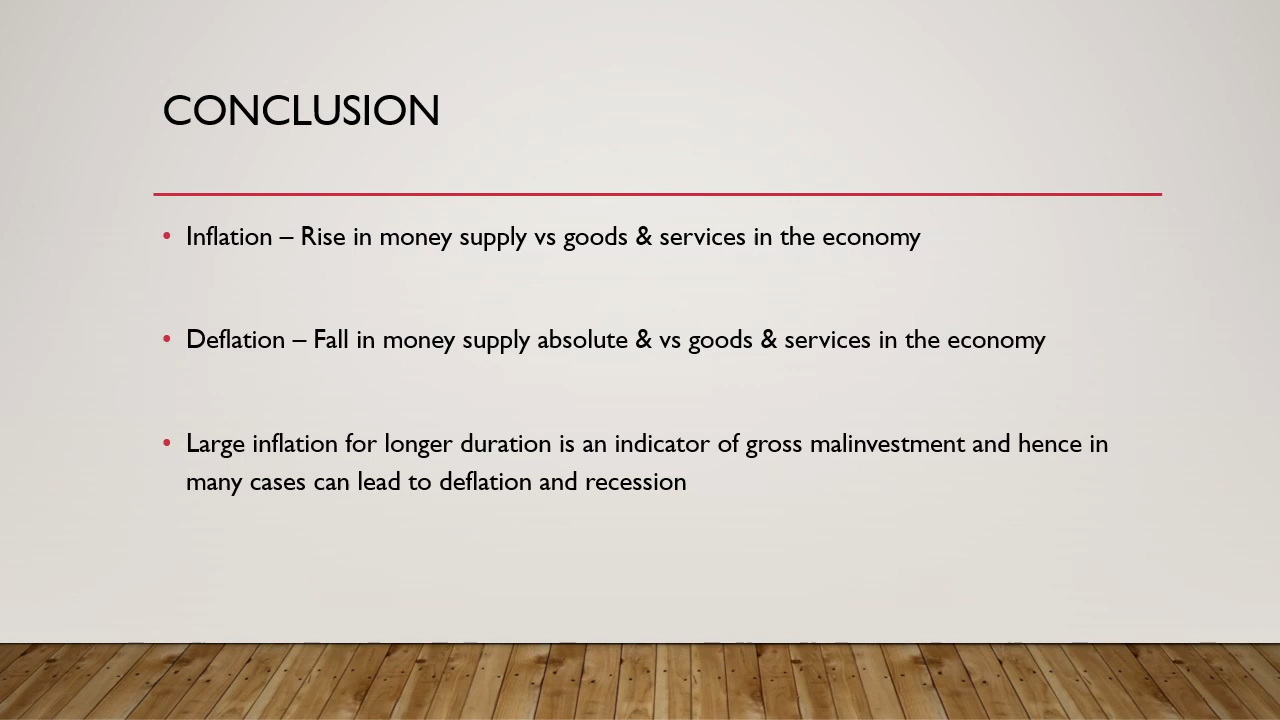 CONCLUSION
• Inflation – Rise in money supply vs goods & services in the economy
• Deflation – Fall in money supply absolute & vs goods & services in the economy
• Large inflation for longer duration is an indicator of gross malinvestment and hence in
many cases can lead to deflation and recession